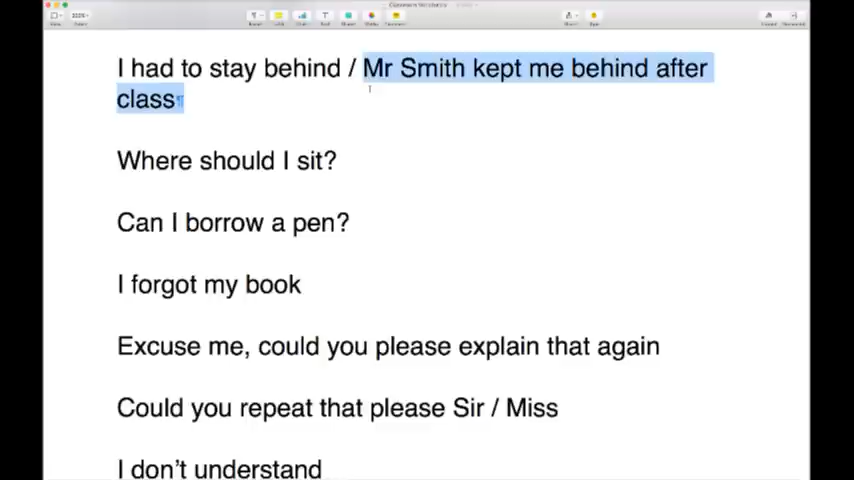 I had to stay behind / Mr Smith kept me behind after
class
Where should I sit?
Can I borrow a pen?
I forgot my book
Excuse me, could you please explain that again
Could you repeat that please Sir / Miss
I don't understand